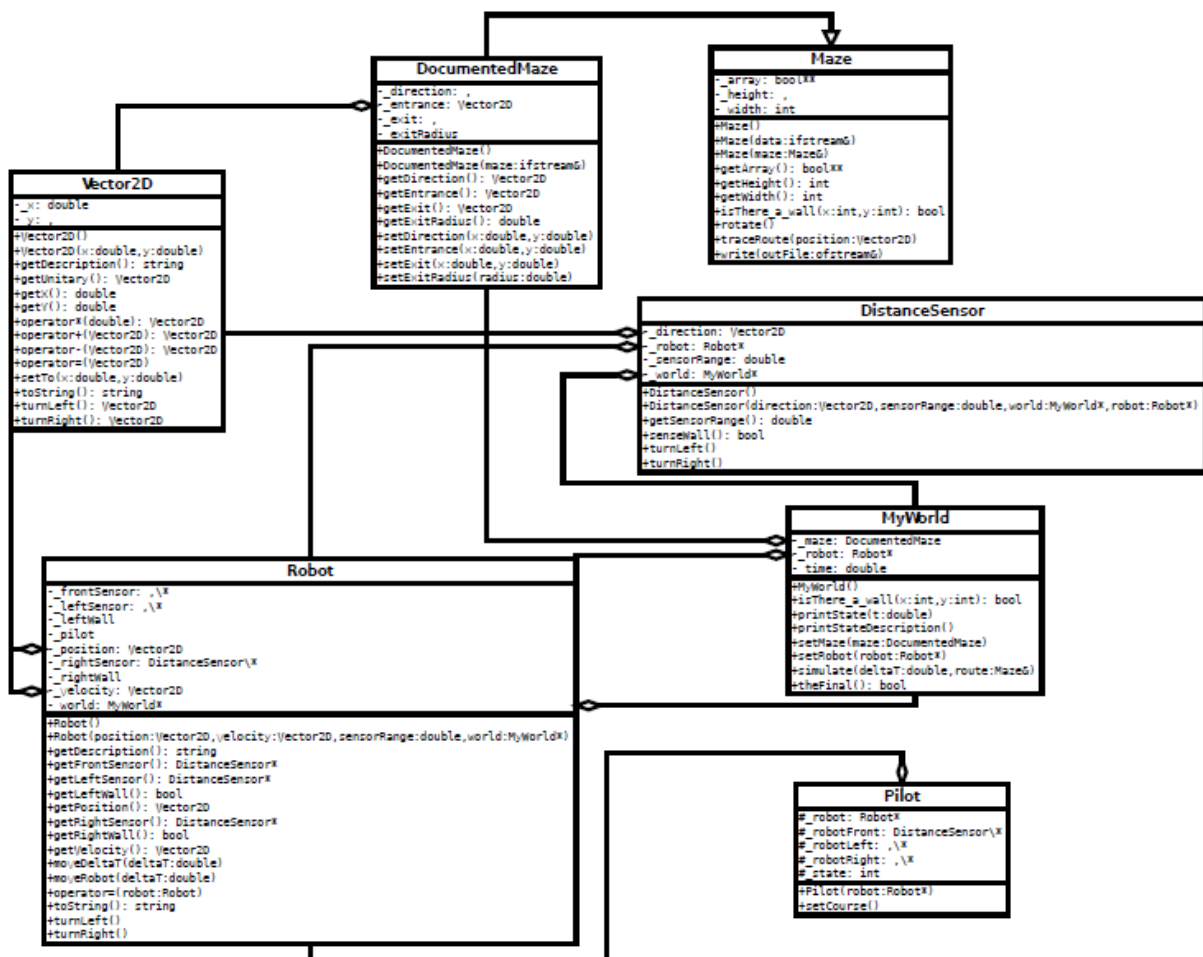 DocumentedMaze
-_direction: ,
-_entrance: Vector2D
-_exit: ,
-_exitRadius
+DocumentedMaze()
+DocumentedMaze(maze:ifstream&)
+getDirection(): Vector2D
+getEntrance(): Vector2D
+getExit(): Vector2D
+getExitRadius(): double
+setDirection(x:double,y:double)
+setEntrance(x:double,y:double)
+setExit(x:double,y:double)
+setExitRadius(radius:double)
Maze
-_array: bool**
-_height: ,
-_width: int
+Maze()
+Maze(data:ifstream&)
+Maze(maze:Maze&)
+getArray(): bool**
+getHeight(): int
+getWidth(): int
+isThere_a_wall(x:int,y:int): bool
+rotate()
+traceRoute(position:Vector2D)
+write(outFile:ofstream&)
Vector2D
-_x: double
-_y: ,
+Vector2D()
+Vector2D(x:double,y:double)
+getDescription(): string
+getUnitary(): Vector2D
+getX(): double
+getY(): double
+operator*(double): Vector2D
+operator+(Vector2D): Vector2D
+operator-(Vector2D): Vector2D
+operator=(Vector2D)
+setTo(x:double,y:double)
+toString(): string
+turnLeft(): Vector2D
+turnRight(): Vector2D
DistanceSensor
-_direction: Vector2D
-_robot: Robot*
-_sensorRange: double
-_world: MyWorld*
+DistanceSensor()
+DistanceSensor(direction:Vector2D,sensorRange:double,world:MyWorld*,robot:Robot*)
+getSensorRange(): double
+senseWall(): bool
+turnLeft()
+turnRight()
MyWorld
-_maze: DocumentedMaze
-_robot: Robot*
-_time: double
+MyWorld()
+isThere_a_wall(x:int,y:int): bool
+printState(t:double)
+printStateDescription()
+setMaze(maze:DocumentedMaze)
+setRobot(robot:Robot*)
+simulate(deltaT:double,route:Maze&)
+theFinal(): bool
Robot
-_frontSensor: ,\*
-_leftSensor: ,\*
-_leftWall
-_pilot
-_position: Vector2D
-_rightSensor: DistanceSensor\*
-_rightWall
-_velocity: Vector2D
-_world: MyWorld*
+Robot()
+Robot(position:Vector2D,velocity:Vector2D,sensorRange:double,world:MyWorld*)
+getDescription(): string
+getFrontSensor(): DistanceSensor*
+getLeftSensor(): DistanceSensor*
+getLeftWall(): bool
+getPosition(): Vector2D
+getRightSensor(): DistanceSensor*
+getRightWall(): bool
+getVelocity(): Vector2D
+moveDeltaT(deltaT:double)
+moveRobot(deltaT:double)
+operator=(robot:Robot)
+toString(): string
+turnLeft()
+turnRight()
Pilot
#_robot: Robot*
#_robotFront: DistanceSensor\*
#_robotLeft: ,\*
#_robotRight: ,\*
#_state: int
+Pilot(robot:Robot*)
+setCourse()